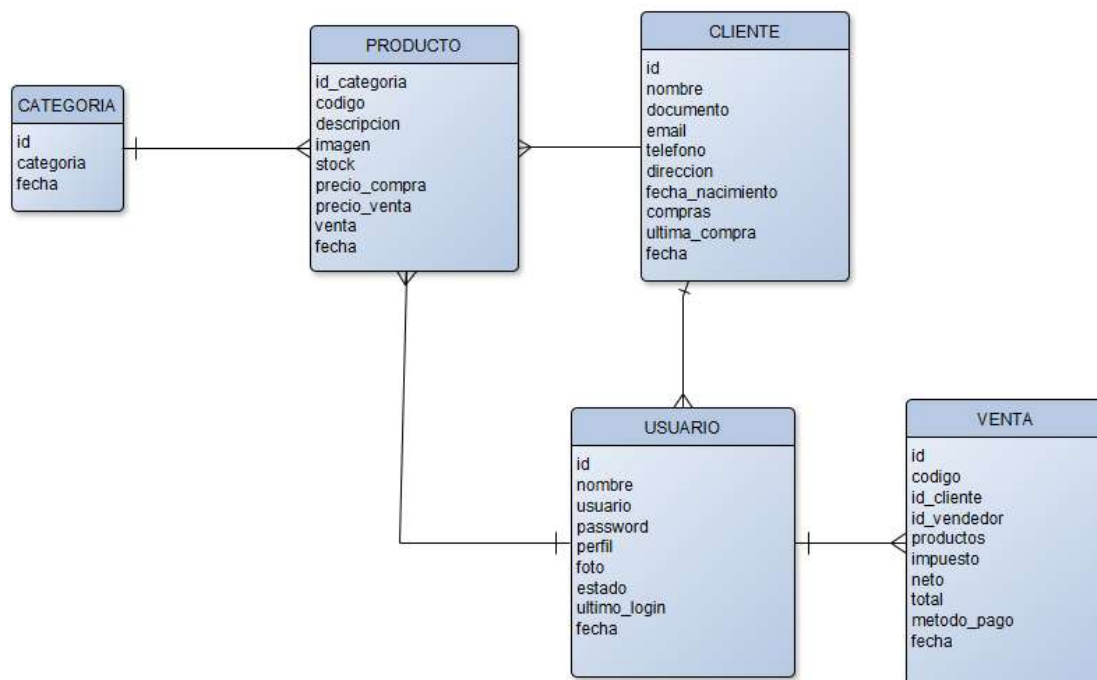 CATEGORIA
id
categoria
fecha
PRODUCTO
id_categoria
codigo
descripcion
imagen
stock
precio_compra
precio_venta
venta
fecha
CLIENTE
id
nombre
documento
email
telefono
direccion
fecha_nacimiento
compras
ultima_compra
fecha
USUARIO
id
nombre
usuario
password
perfil
foto
estado
ultimo_login
fecha
VENTA
id
codigo
id_cliente
id_vendedor
productos
impuesto
neto
total
metodo_pago
fecha